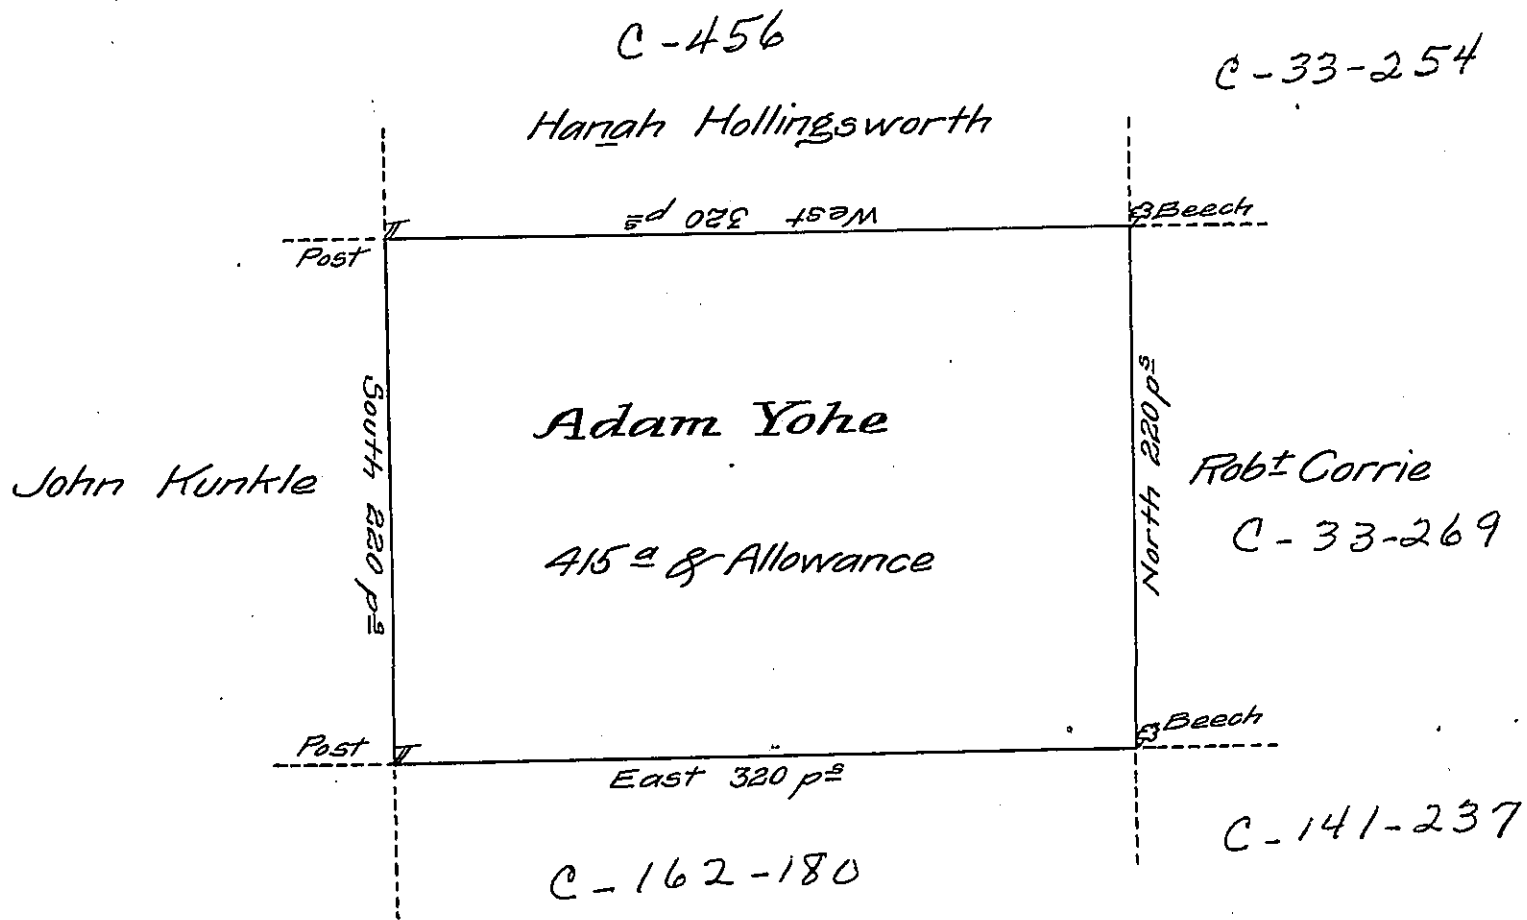 C-456
C-33-254
Hanah Hollingsworth
West 320 pˢ
Beech
Post
South 220 pˢ
Adam Yohe
North 220 pˢ
John Kunkle
Robᵗ Corrie
C-33-269
415ᵃ & Allowance
Post
Beech
East 320 pˢ
C-141-237
C-162-180